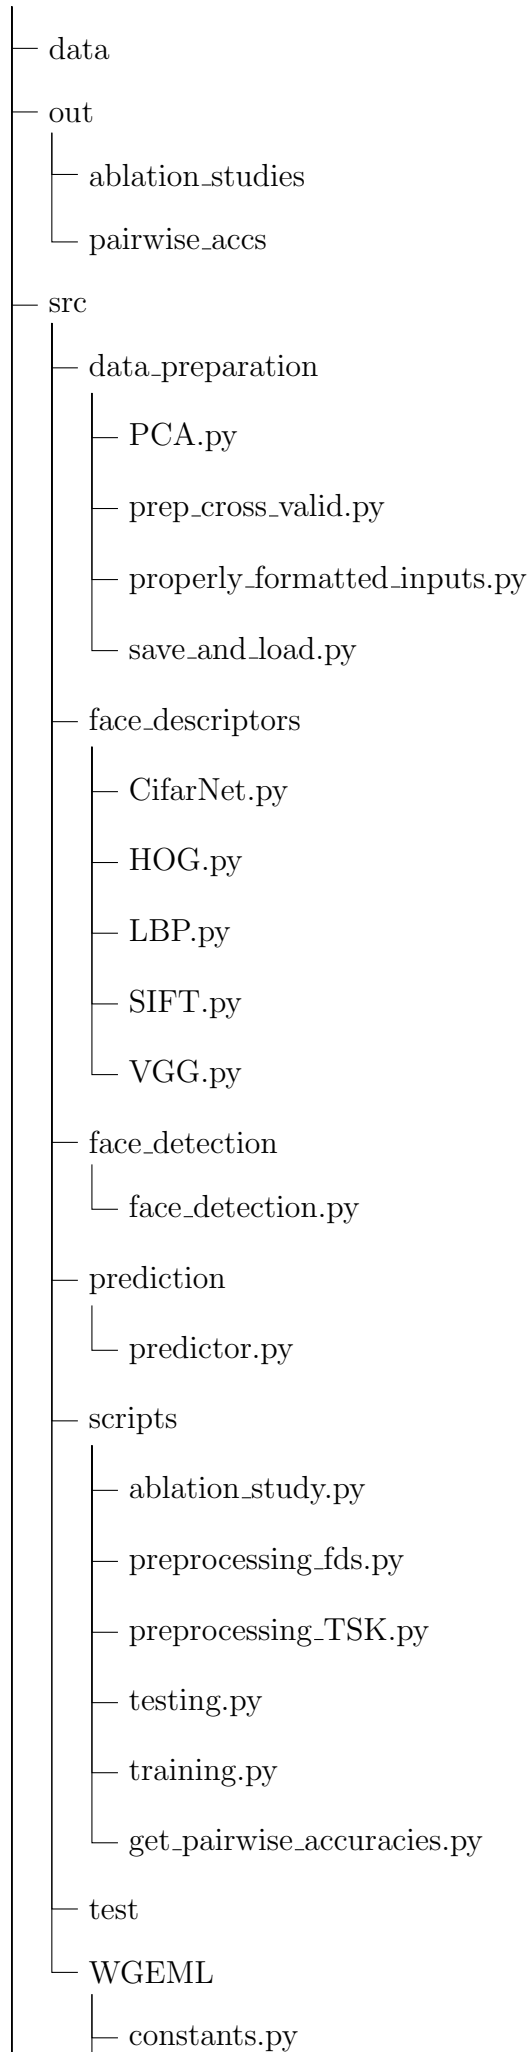 data
out
ablation_studies
pairwise_accs
src
data_preparation
PCA.py
prep_cross_valid.py
properly_formatted_inputs.py
save_and_load.py
face_descriptors
CifarNet.py
HOG.py
LBP.py
SIFT.py
VGG.py
face_detection
face_detection.py
prediction
predictor.py
scripts
ablation_study.py
preprocessing_fds.py
preprocessing_TSK.py
testing.py
training.py
get_pairwise_accuracies.py
test
WGEML
constants.py